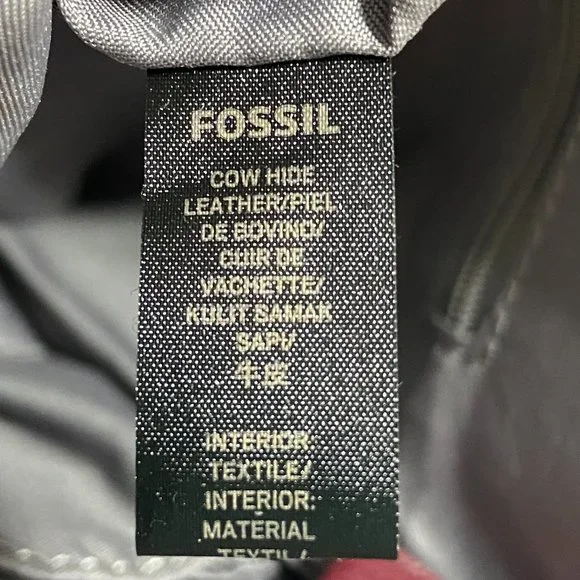 FOSSIL
COW HIDE
LEATHER/PIEL
DE BOVINO/
CUIR DE
VACHETTE/
KULIT SAMAK
SAPI/
牛皮
INTERIOR:
TEXTILE/
INTERIOR:
MATERIAL
TEXTIL/